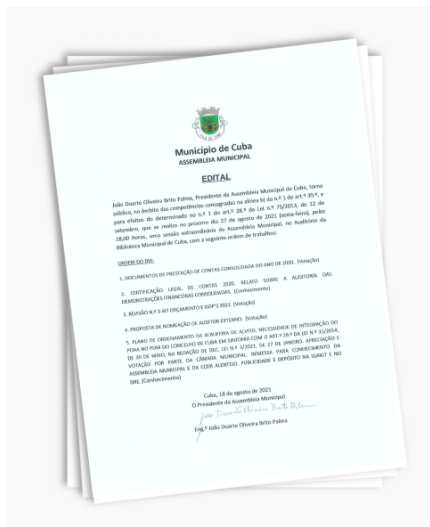 Município de Cuba
ASSEMBLEIA MUNICIPAL
EDITAL
João Duarte Oliveira Brito Palma, Presidente da Assembleia Municipal de Cuba, torna
público, no âmbito das competências consagradas na alínea b) do n.º 1 do art.º 30.º, e
para efeitos do determinado no n.º 1 do art.º 28.º da Lei n.º 75/2013, de 12 de
setembro, que se realiza no próximo dia 27 de agosto de 2021 (sexta-feira), pelas
18,00 horas, uma sessão extraordinária da Assembleia Municipal, no Auditório da
Biblioteca Municipal de Cuba, com a seguinte ordem de trabalhos:
ORDEM DO DIA:
1. DOCUMENTOS DE PRESTAÇÃO DE CONTAS CONSOLIDADA DO ANO DE 2020. (Votação)
2. CERTIFICAÇÃO LEGAL DE CONTAS 2020. RELATO SOBRE A AUDITORIA DAS
DEMONSTRAÇÕES FINANCEIRAS CONSOLIDADAS. (Conhecimento)
3. REVISÃO N.º 3 AO ORÇAMENTO E GOP'S 2021. (Votação)
4. PROPOSTA DE NOMEAÇÃO DE AUDITOR EXTERNO. (Votação)
5. PLANO DE ORDENAMENTO DA ALBUFEIRA DE ALVITO. NECESSIDADE DE INTEGRAÇÃO DO
POAA NO PDM DO CONCELHO DE CUBA EM SINTONIA COM O ART.º 78.º DA LEI N.º 31/2014,
DE 30 DE MAIO, NA REDAÇÃO DE DEC. LEI N.º 3/2021, DE 27 DE JANEIRO. APRECIAÇÃO E
VOTAÇÃO POR PARTE DA CÂMARA MUNICIPAL. REMESSA PARA CONHECIMENTO DA
ASSEMBLEIA MUNICIPAL E DA CCDR ALENTEJO. PUBLICIDADE E DEPÓSITO NA SSAIGT E NO
DRE. (Conhecimento)
Cuba, 18 de agosto de 2021
O Presidente da Assembleia Municipal
João Duarte Oliveira Brito Palma
Eng.º João Duarte Oliveira Brito Palma